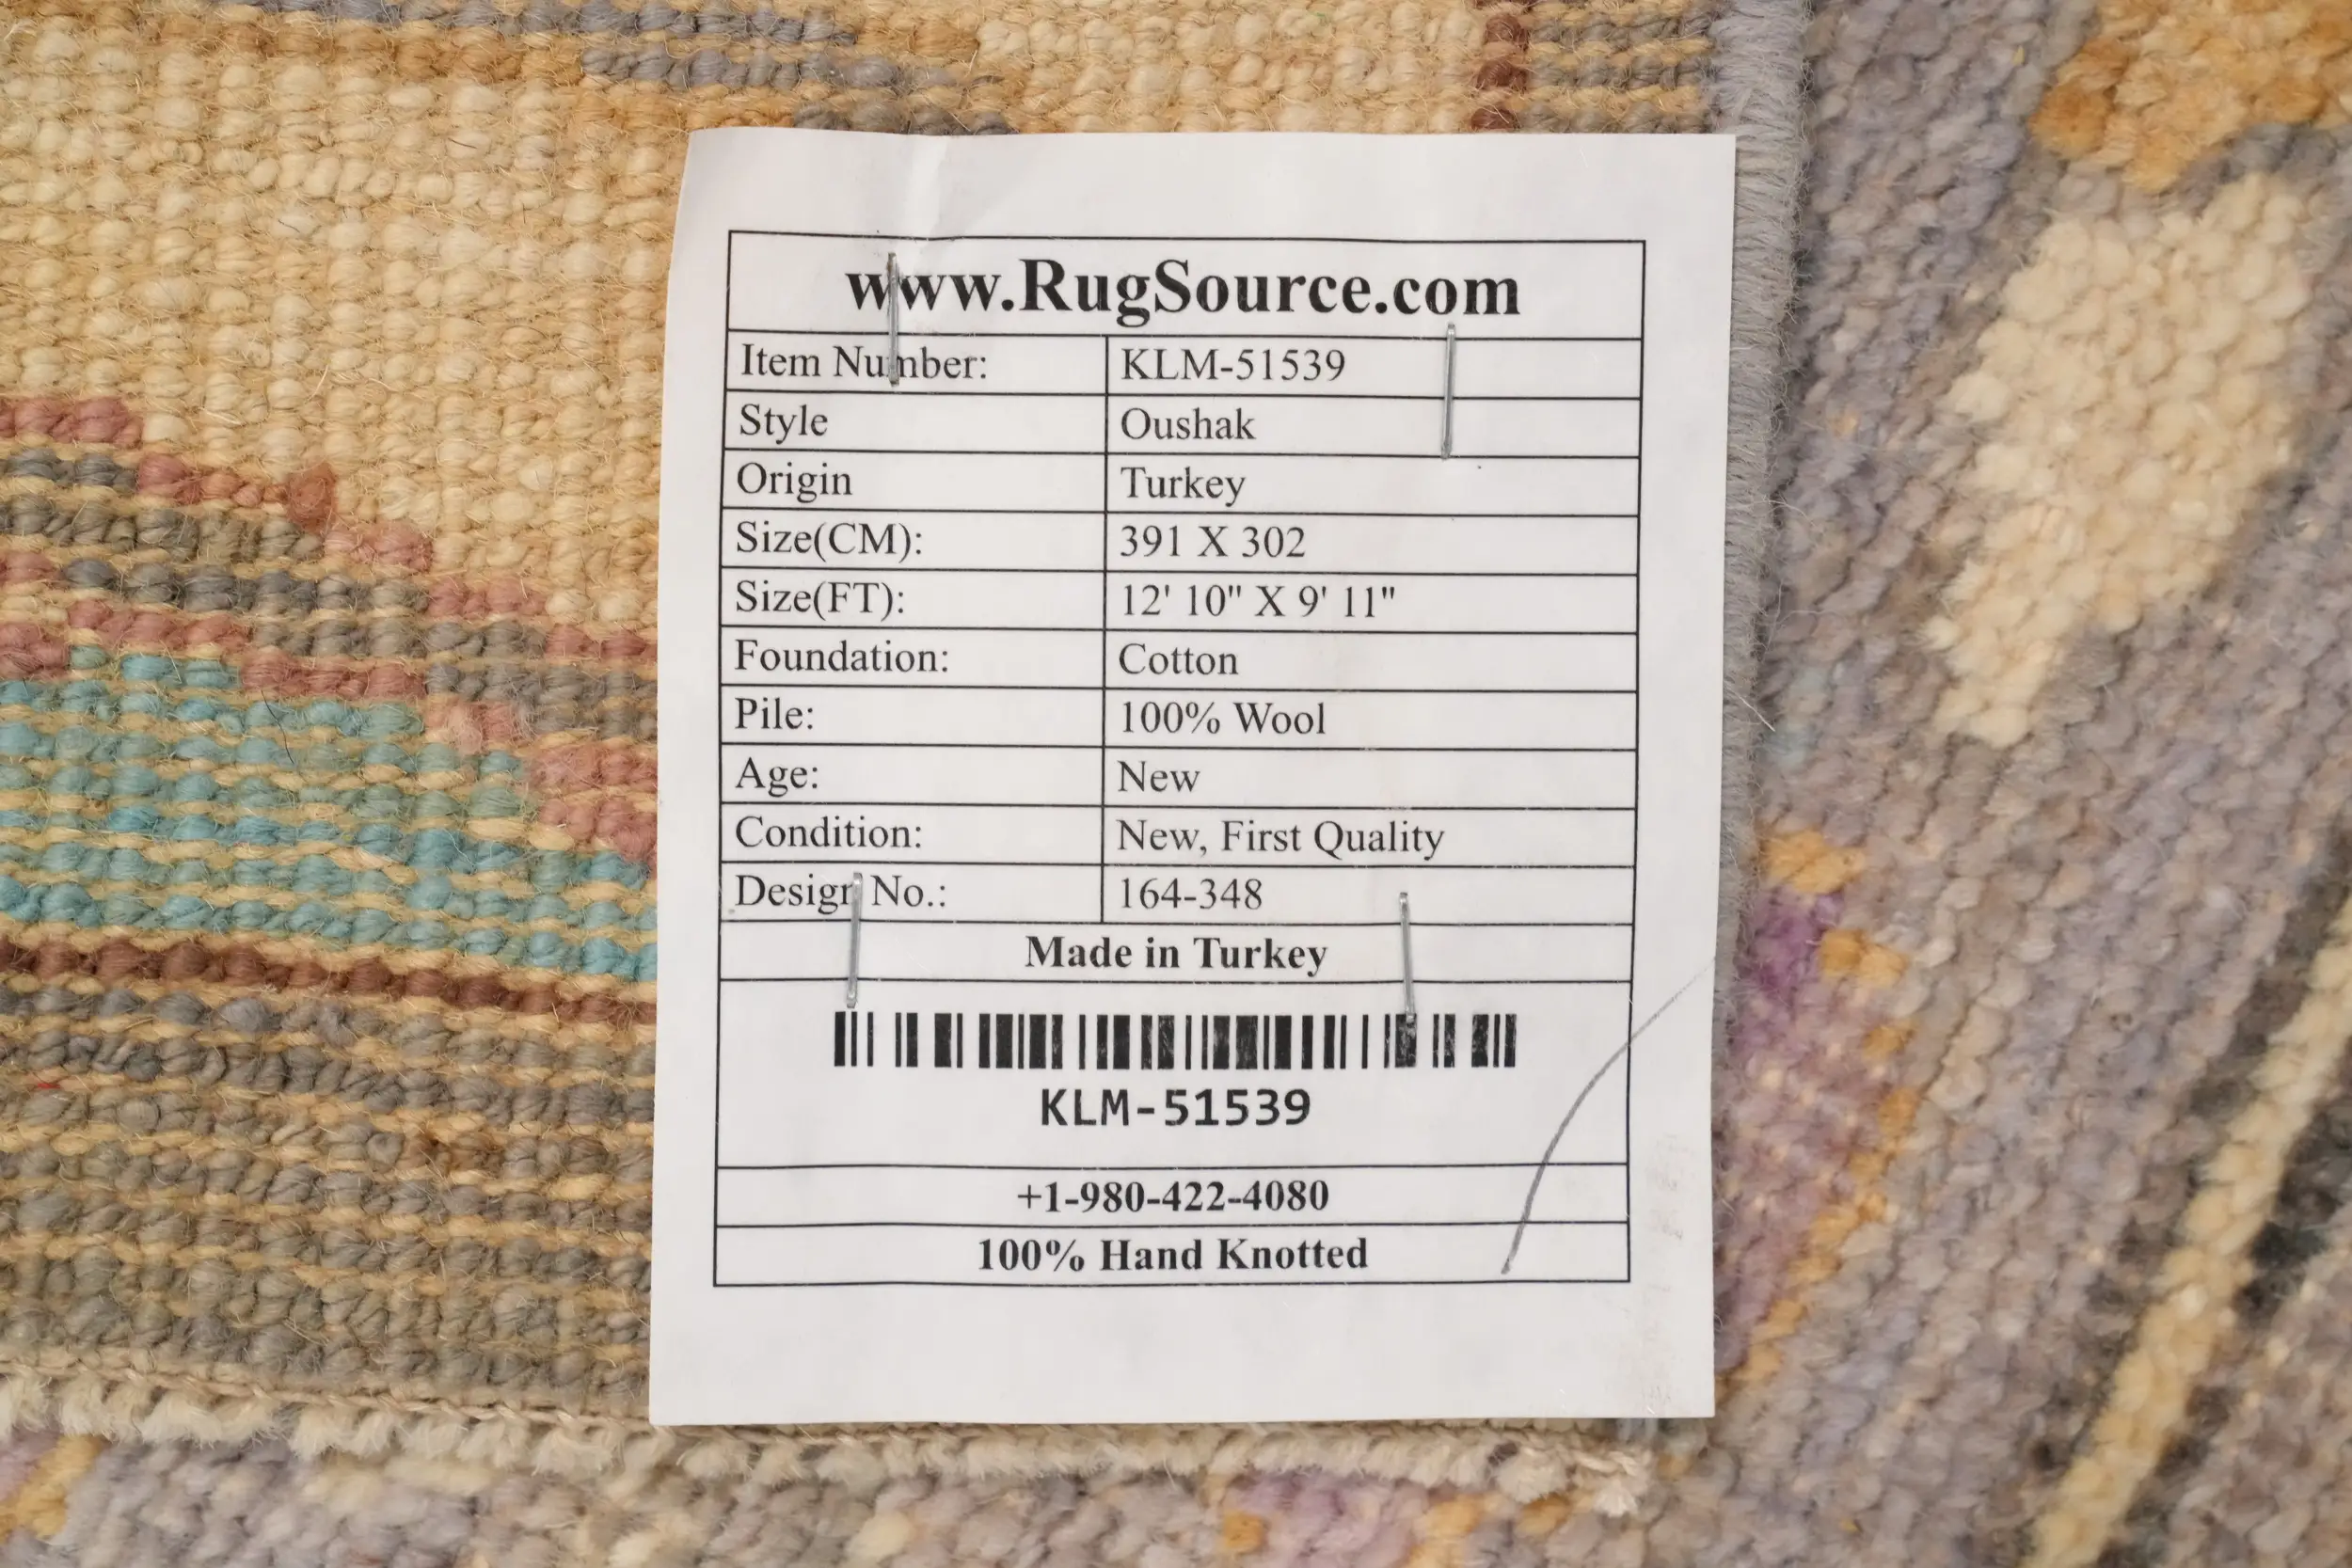 www.RugSource.com
Item Number: KLM-51539
Style Oushak
Origin Turkey
Size(CM): 391 X 302
Size(FT): 12' 10" X 9' 11"
Foundation: Cotton
Pile: 100% Wool
Age: New
Condition: New, First Quality
Design No.: 164-348
Made in Turkey
KLM-51539
+1-980-422-4080
100% Hand Knotted